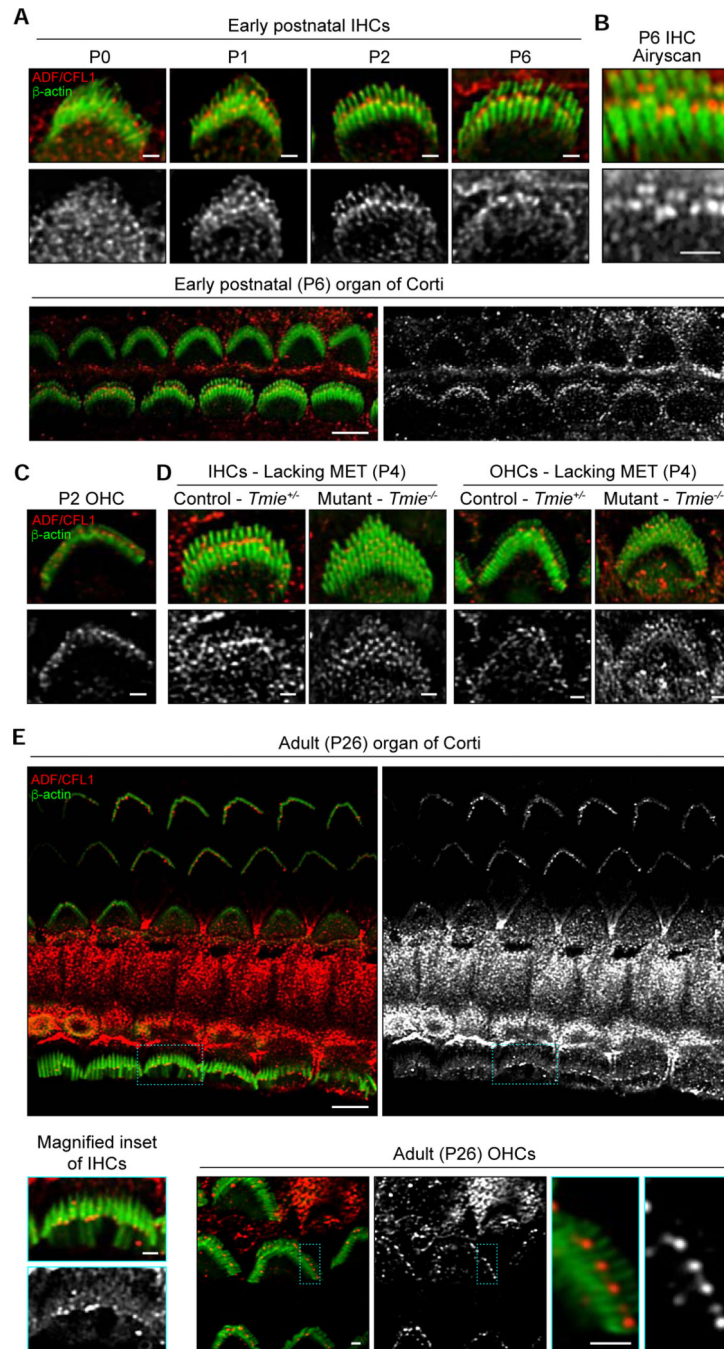 A
Early postnatal IHCs
P0 P1 P2 P6
ADF/CFL1
β-actin
B
P6 IHC
Airyscan
Early postnatal (P6) organ of Corti
C
P2 OHC
ADF/CFL1
β-actin
D
IHCs - Lacking MET (P4)
Control - Tmie+/- Mutant - Tmie-/-
OHCs - Lacking MET (P4)
Control - Tmie+/- Mutant - Tmie-/-
E
Adult (P26) organ of Corti
ADF/CFL1
β-actin
Magnified inset
of IHCs
Adult (P26) OHCs